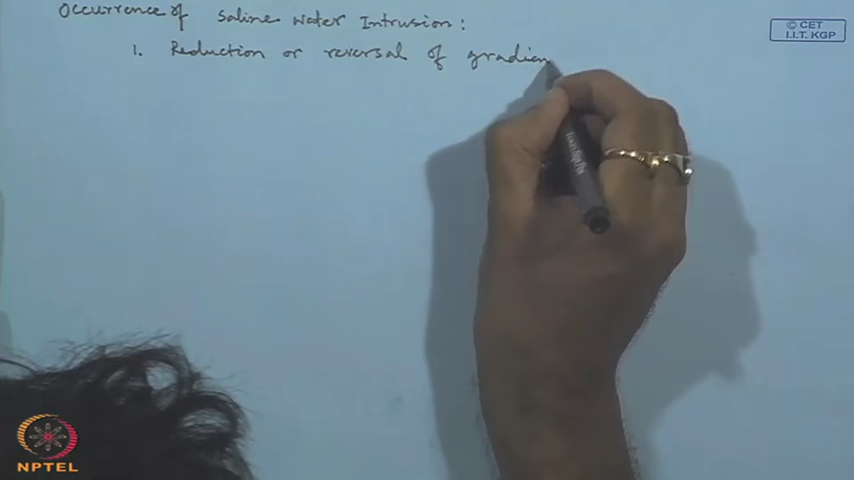 Occurrence of Saline water Intrusion:
1. Reduction or reversal of gradien
© CET
I.I.T. KGP
NPTEL